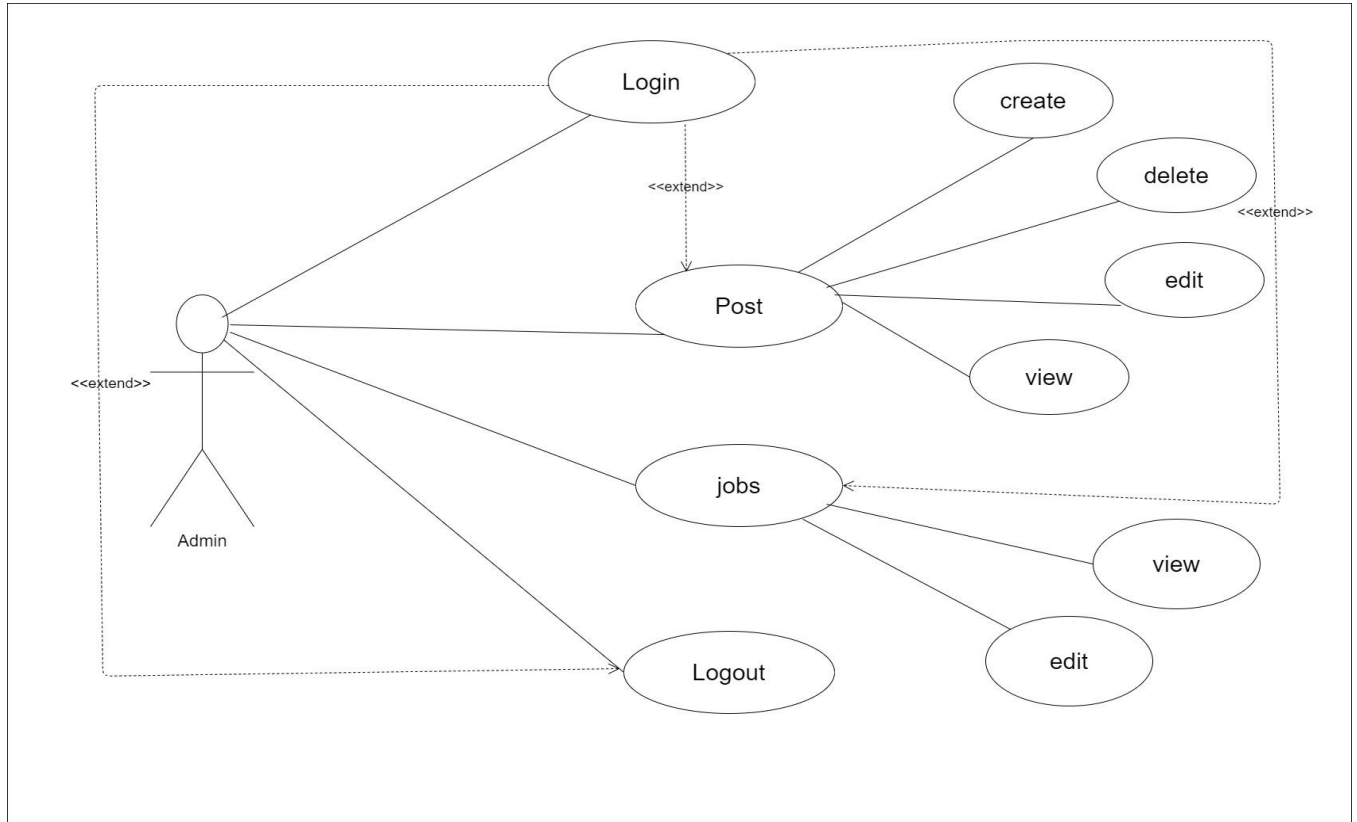 Login
create
delete
<<extend>>
<<extend>>
edit
Post
view
<<extend>>
jobs
Admin
view
edit
Logout